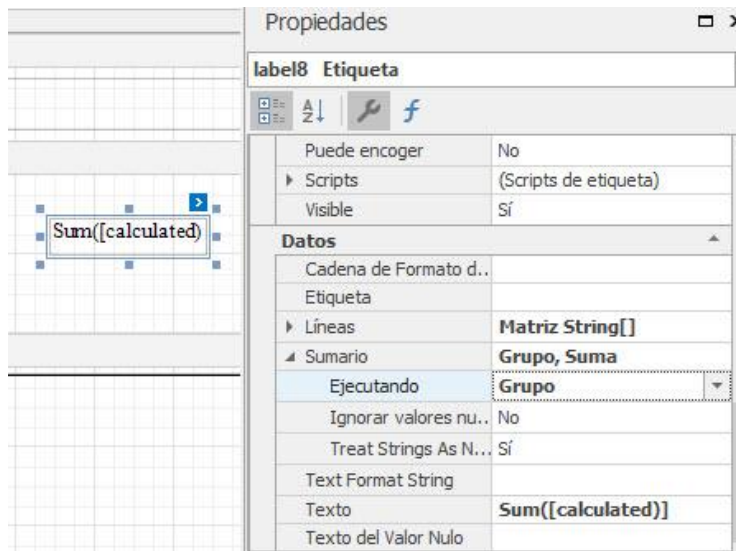 Propiedades
label8 Etiqueta
Puede encoger No
Scripts (Scripts de etiqueta)
Visible Sí
Sum([calculated)
Datos
Cadena de Formato d..
Etiqueta
Líneas Matriz String[]
Sumario Grupo, Suma
Ejecutando Grupo
Ignorar valores nu.. No
Treat Strings As N... Sí
Text Format String
Texto Sum([calculated)]
Texto del Valor Nulo